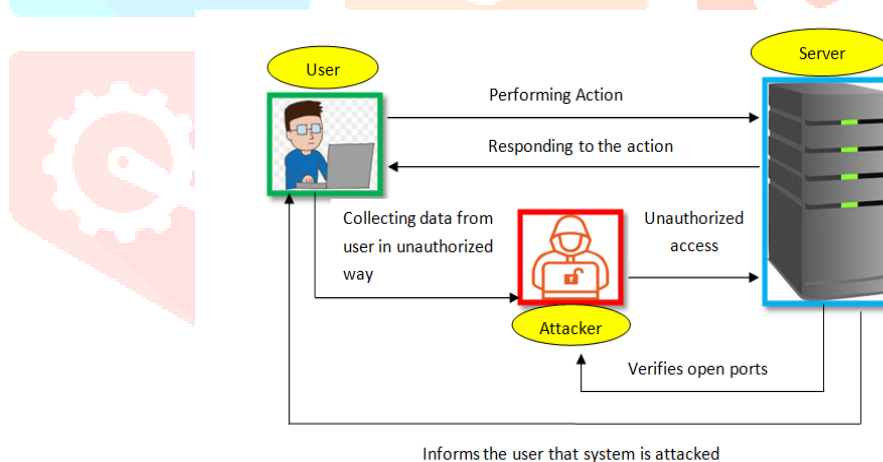 Server
User
Performing Action
Responding to the action
Collecting data from
user in unauthorized
way
Unauthorized
access
Attacker
Verifies open ports
Informs the user that system is attacked